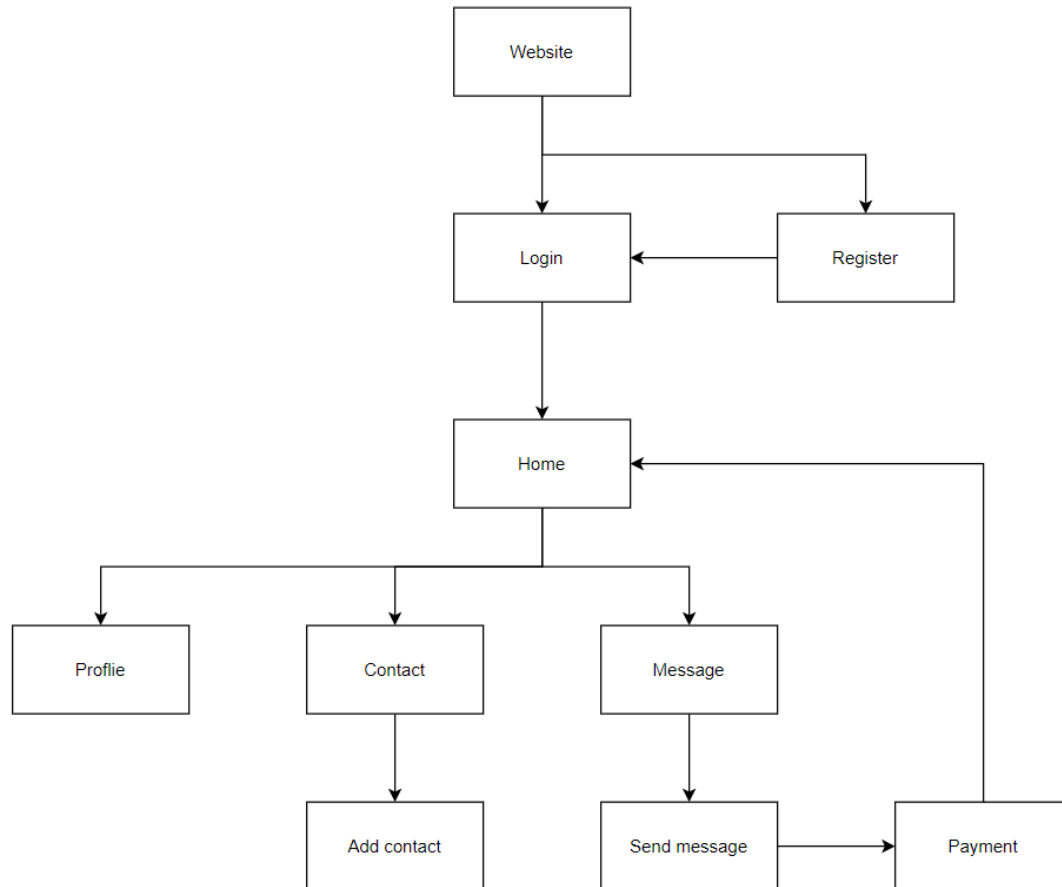 Website
Login
Register
Home
Proflie
Contact
Message
Add contact
Send message
Payment